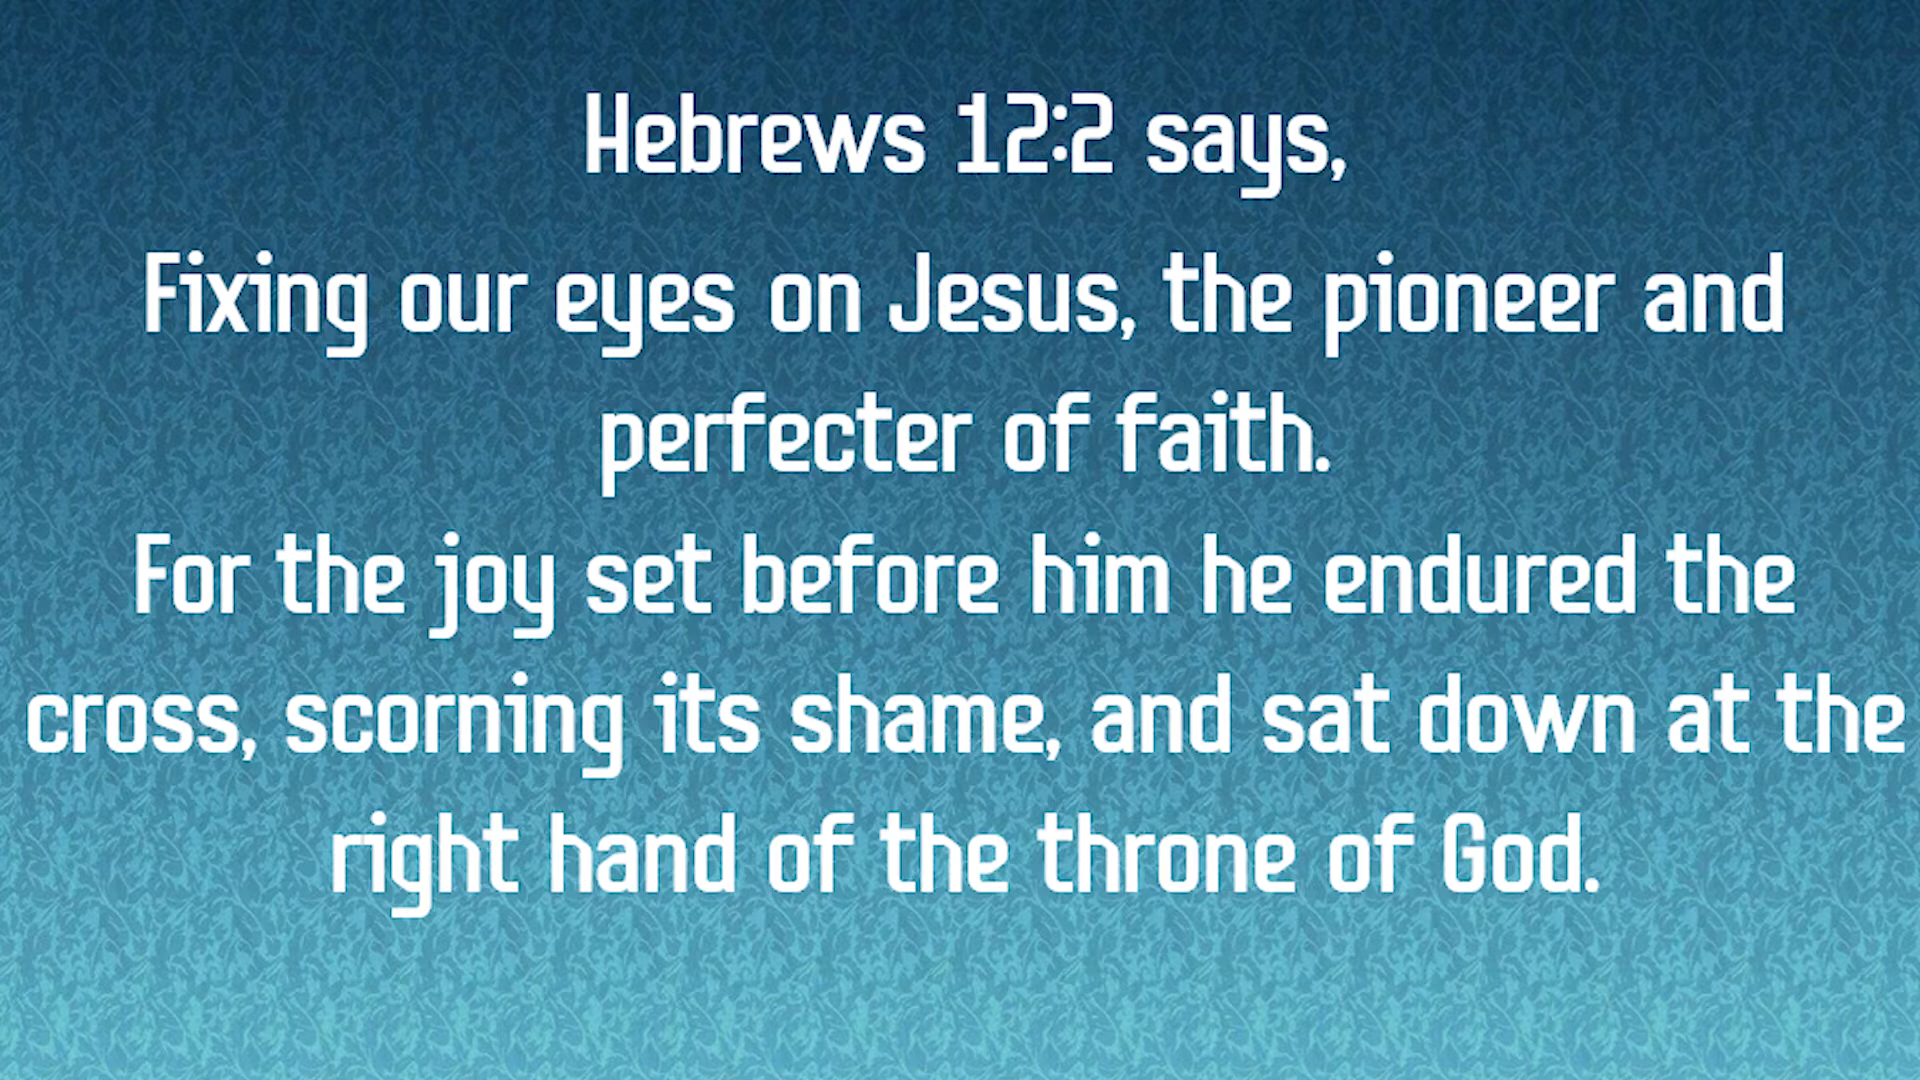 Hebrews 12:2 says,
Fixing our eyes on Jesus, the pioneer and
perfecter of faith.
For the joy set before him he endured the
cross, scorning its shame, and sat down at the
right hand of the throne of God.